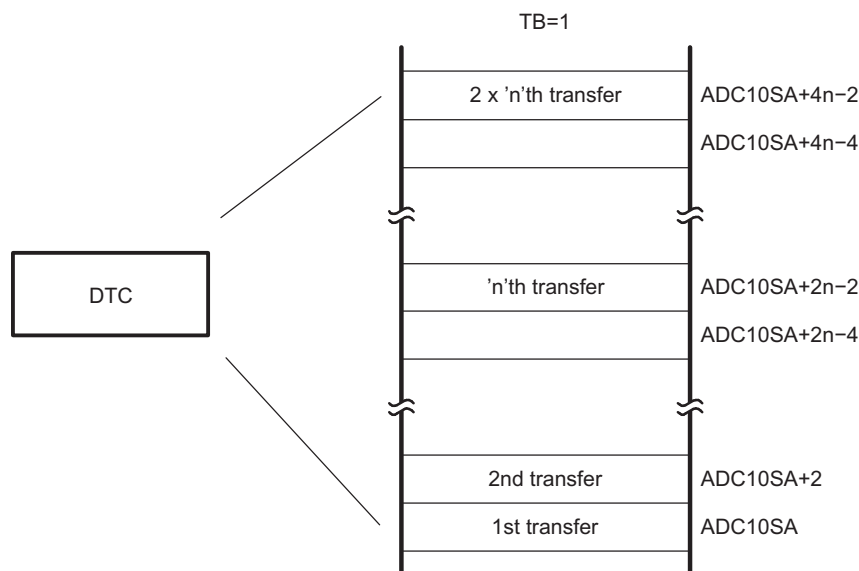 TB=1
2 x ’n’th transfer ADC10SA+4n−2
ADC10SA+4n−4
DTC
’n’th transfer ADC10SA+2n−2
ADC10SA+2n−4
2nd transfer ADC10SA+2
1st transfer ADC10SA